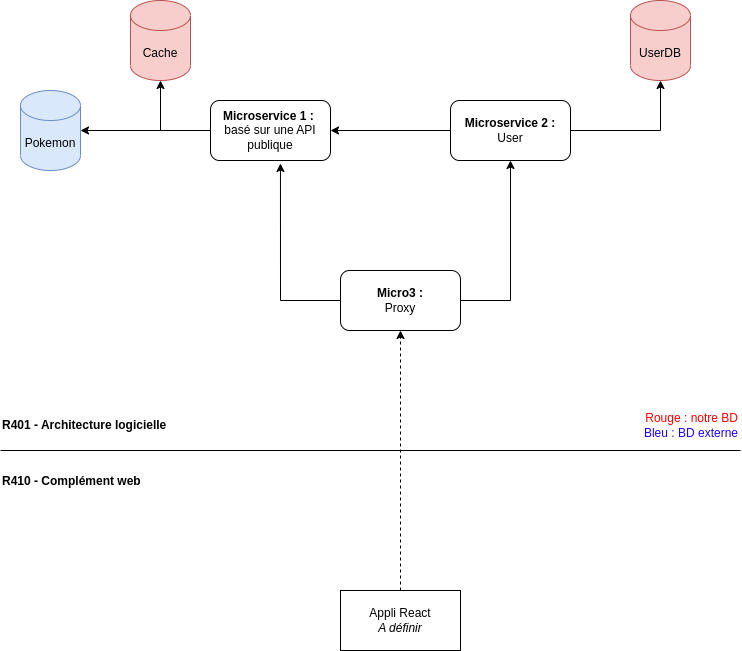 Cache
UserDB
Pokemon
Microservice 1 :
basé sur une API
publique
Microservice 2 :
User
Micro3 :
Proxy
R401 - Architecture logicielle
Rouge : notre BD
Bleu : BD externe
R410 - Complément web
Appli React
A définir